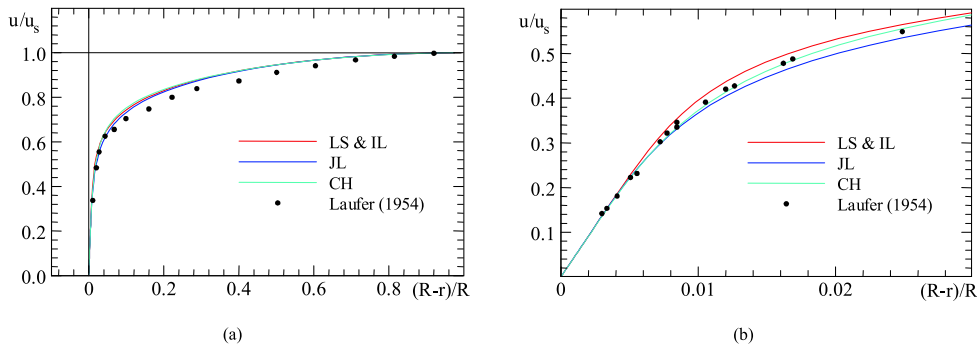 u/us
1.0
0.8
0.6
0.4
0.2
0.0
0
0.2
0.4
0.6
0.8
(R-r)/R
LS & IL
JL
CH
Laufer (1954)
(a)
u/us
0.5
0.4
0.3
0.2
0.1
0
0.01
0.02
(R-r)/R
LS & IL
JL
CH
Laufer (1954)
(b)